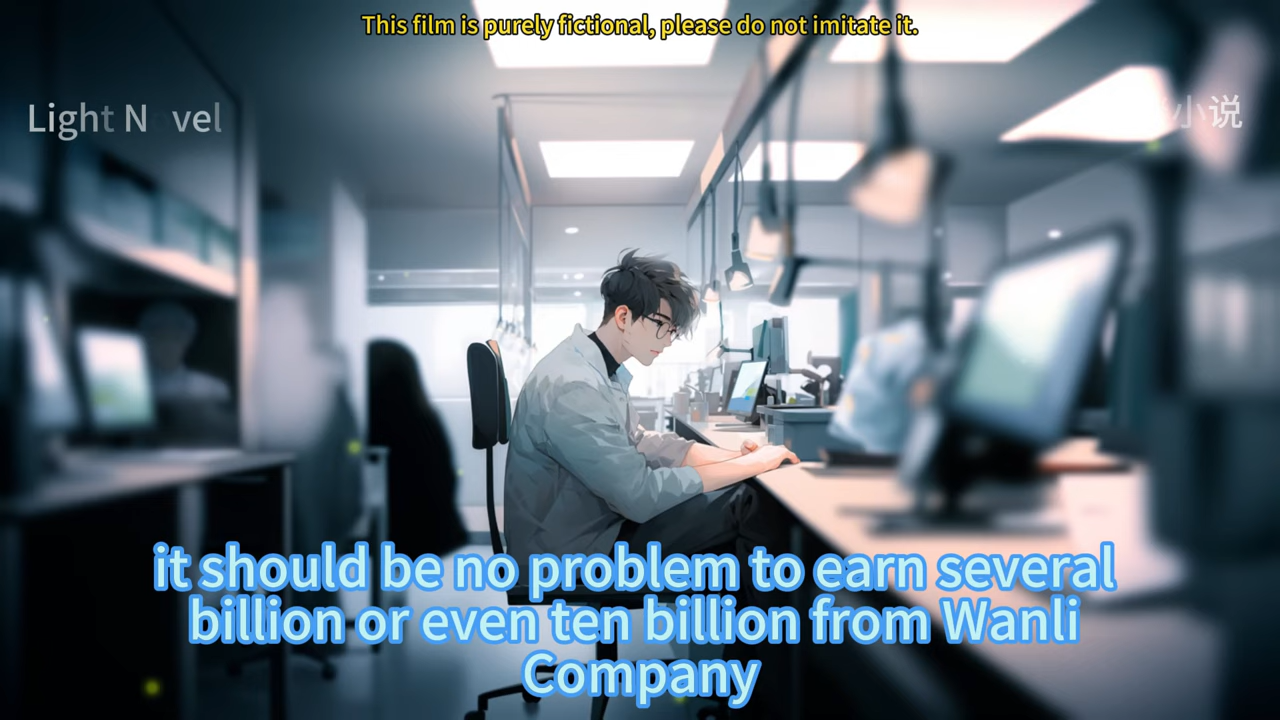 This film is purely fictional, please do not imitate it.
Light N vel
小说
it should be no problem to earn several
billion or even ten billion from Wanli
Company